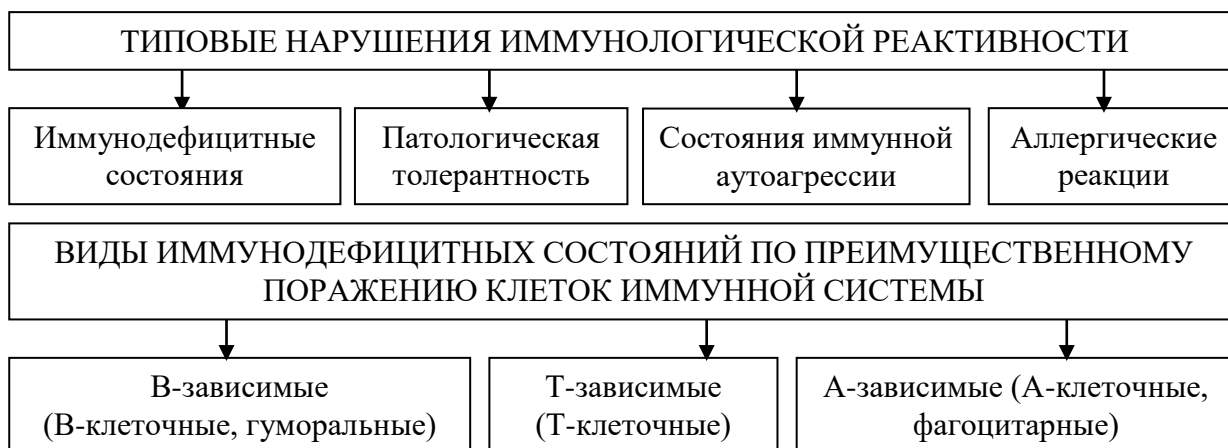 ТИПОВЫЕ НАРУШЕНИЯ ИММУНОЛОГИЧЕСКОЙ РЕАКТИВНОСТИ
Иммунодефицитные
состояния
Патологическая
толерантность
Состояния иммунной
аутоагрессии
Аллергические
реакции
ВИДЫ ИММУНОДЕФИЦИТНЫХ СОСТОЯНИЙ ПО ПРЕИМУЩЕСТВЕННОМУ
ПОРАЖЕНИЮ КЛЕТОК ИММУННОЙ СИСТЕМЫ
В-зависимые
(В-клеточные, гуморальные)
Т-зависимые
(Т-клеточные)
А-зависимые (А-клеточные,
фагоцитарные)